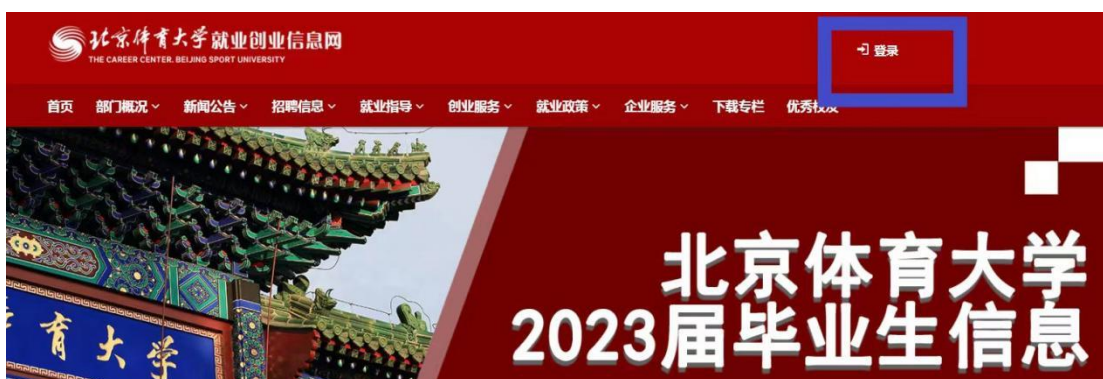 北京体育大学就业创业信息网
THE CAREER CENTER. BEIJING SPORT UNIVERSITY
登录
首页 部门概况 新闻公告 招聘信息 就业指导 创业服务 就业政策 企业服务 下载专栏 优秀校友
北京体育大学
2023届毕业生信息
育大学